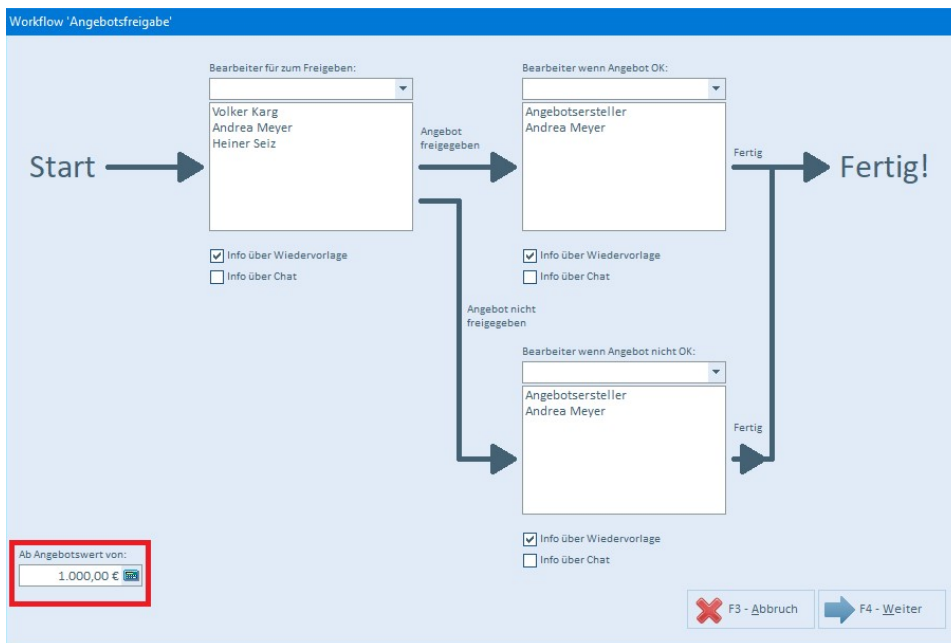 Workflow 'Angebotsfreigabe'
Bearbeiter für zum Freigeben:
Volker Karg
Andrea Meyer
Heiner Seiz
Info über Wiedervorlage
Info über Chat
Start
Angebot
freigegeben
Bearbeiter wenn Angebot OK:
Angebotsersteller
Andrea Meyer
Info über Wiedervorlage
Info über Chat
Fertig
Fertig!
Angebot nicht
freigegeben
Bearbeiter wenn Angebot nicht OK:
Angebotsersteller
Andrea Meyer
Fertig
Info über Wiedervorlage
Info über Chat
Ab Angebotswert von:
1.000,00 €
F3 - Abbruch
F4 - Weiter